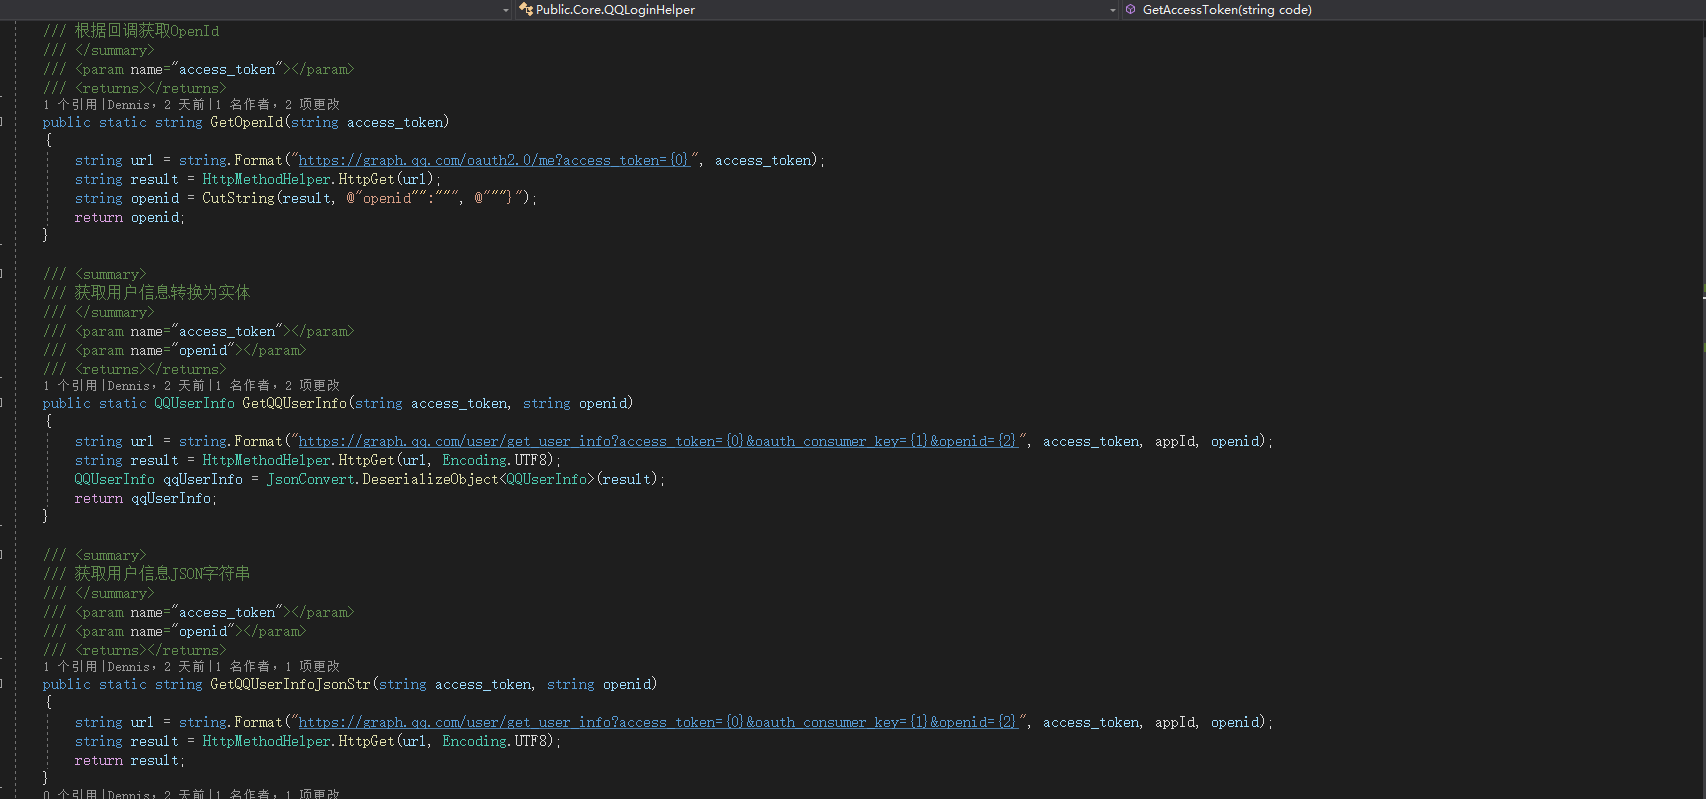 Public.Core.QQLoginHelper GetAccessToken(string code)
/// 根据回调获取OpenId
/// </summary>
/// <param name="access_token"></param>
/// <returns></returns>
1 个引用|Dennis，2 天前|1 名作者，2 项更改
public static string GetOpenId(string access_token)
{
string url = string.Format("https://graph.qq.com/oauth2.0/me?access_token={0}", access_token);
string result = HttpMethodHelper.HttpGet(url);
string openid = CutString(result, @"openid"":""", @"""}");
return openid;
}
/// <summary>
/// 获取用户信息转换为实体
/// </summary>
/// <param name="access_token"></param>
/// <param name="openid"></param>
/// <returns></returns>
1 个引用|Dennis，2 天前|1 名作者，2 项更改
public static QQUserInfo GetQQUserInfo(string access_token, string openid)
{
string url = string.Format("https://graph.qq.com/user/get_user_info?access_token={0}&oauth_consumer_key={1}&openid={2}", access_token, appId, openid);
string result = HttpMethodHelper.HttpGet(url, Encoding.UTF8);
QQUserInfo qqUserInfo = JsonConvert.DeserializeObject<QQUserInfo>(result);
return qqUserInfo;
}
/// <summary>
/// 获取用户信息JSON字符串
/// </summary>
/// <param name="access_token"></param>
/// <param name="openid"></param>
/// <returns></returns>
1 个引用|Dennis，2 天前|1 名作者，1 项更改
public static string GetQQUserInfoJsonStr(string access_token, string openid)
{
string url = string.Format("https://graph.qq.com/user/get_user_info?access_token={0}&oauth_consumer_key={1}&openid={2}", access_token, appId, openid);
string result = HttpMethodHelper.HttpGet(url, Encoding.UTF8);
return result;
}
0 个引用|Dennis，2 天前|1 名作者，1 项更改